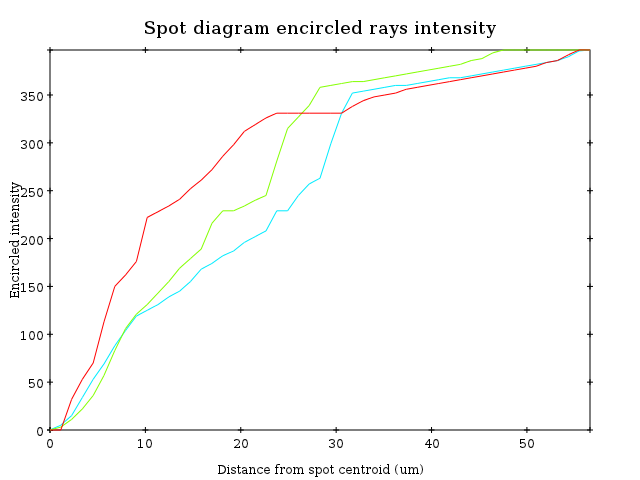 Spot diagram encircled rays intensity
Encircled intensity
350
300
250
200
150
100
50
0
0 10 20 30 40 50
Distance from spot centroid (um)